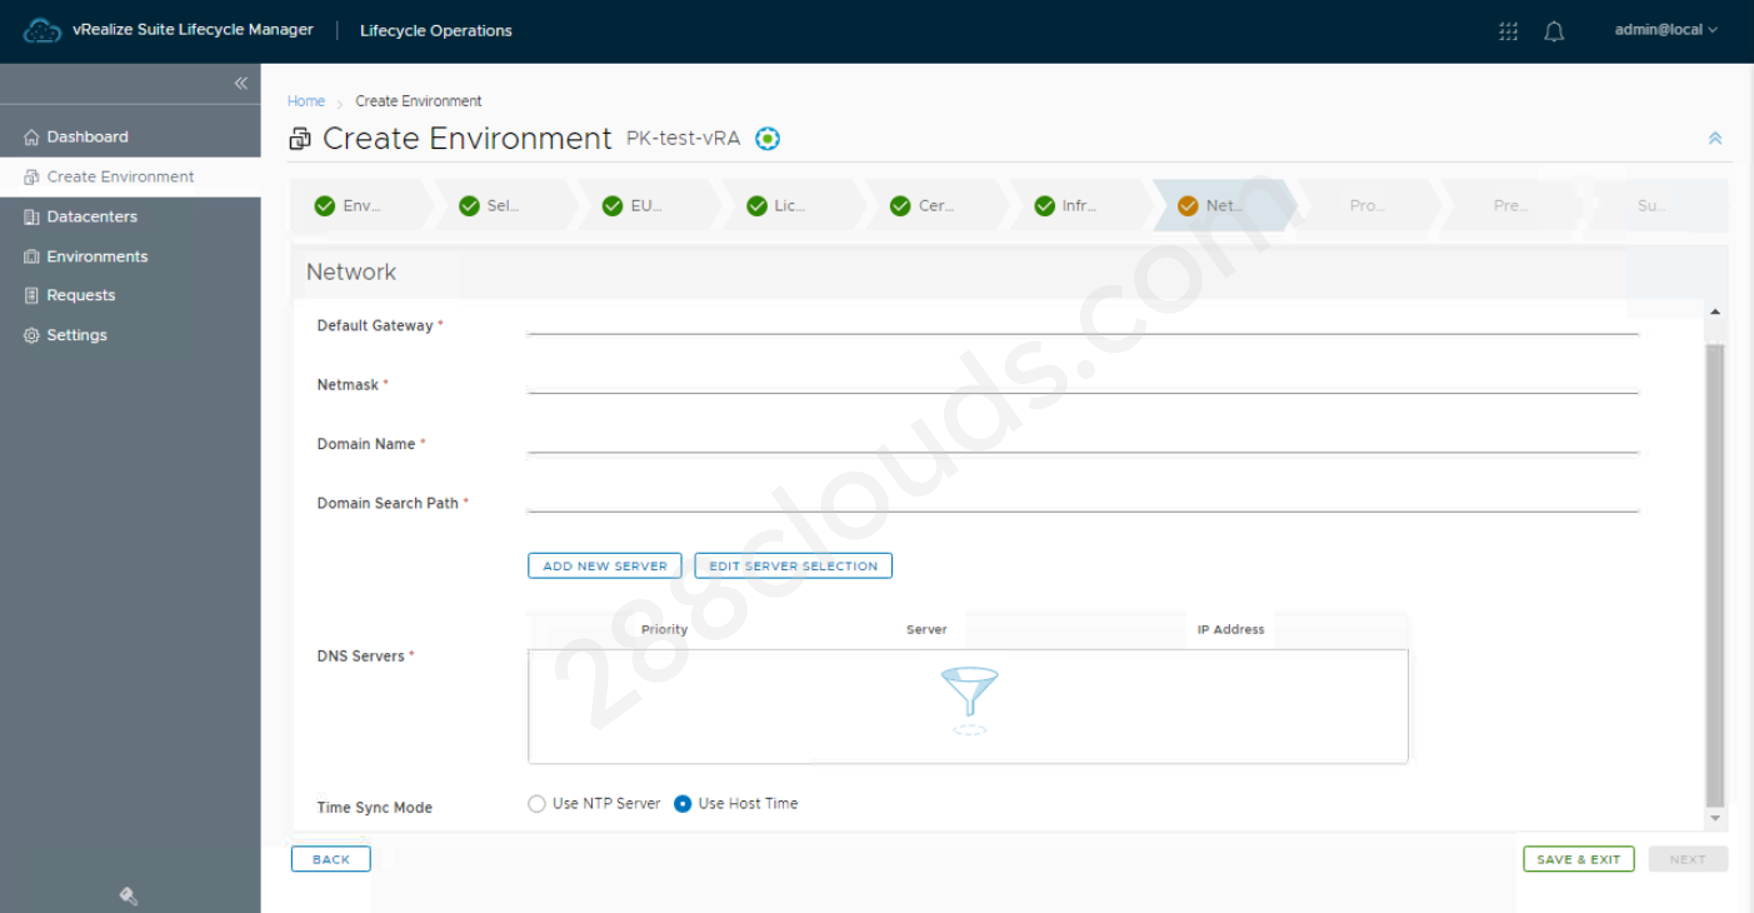 vRealize Suite Lifecycle Manager
Lifecycle Operations
admin@local
Dashboard
Create Environment
Datacenters
Environments
Requests
Settings
Home > Create Environment
Create Environment PK-test-vRA
Env...
Sel...
EU...
Lic...
Cer...
Infr...
Net...
Pro...
Pre...
Su...
Network
Default Gateway *
Netmask *
Domain Name *
Domain Search Path *
ADD NEW SERVER
EDIT SERVER SELECTION
Priority
Server
IP Address
DNS Servers *
Time Sync Mode
Use NTP Server
Use Host Time
BACK
SAVE & EXIT
NEXT
288clouds.com